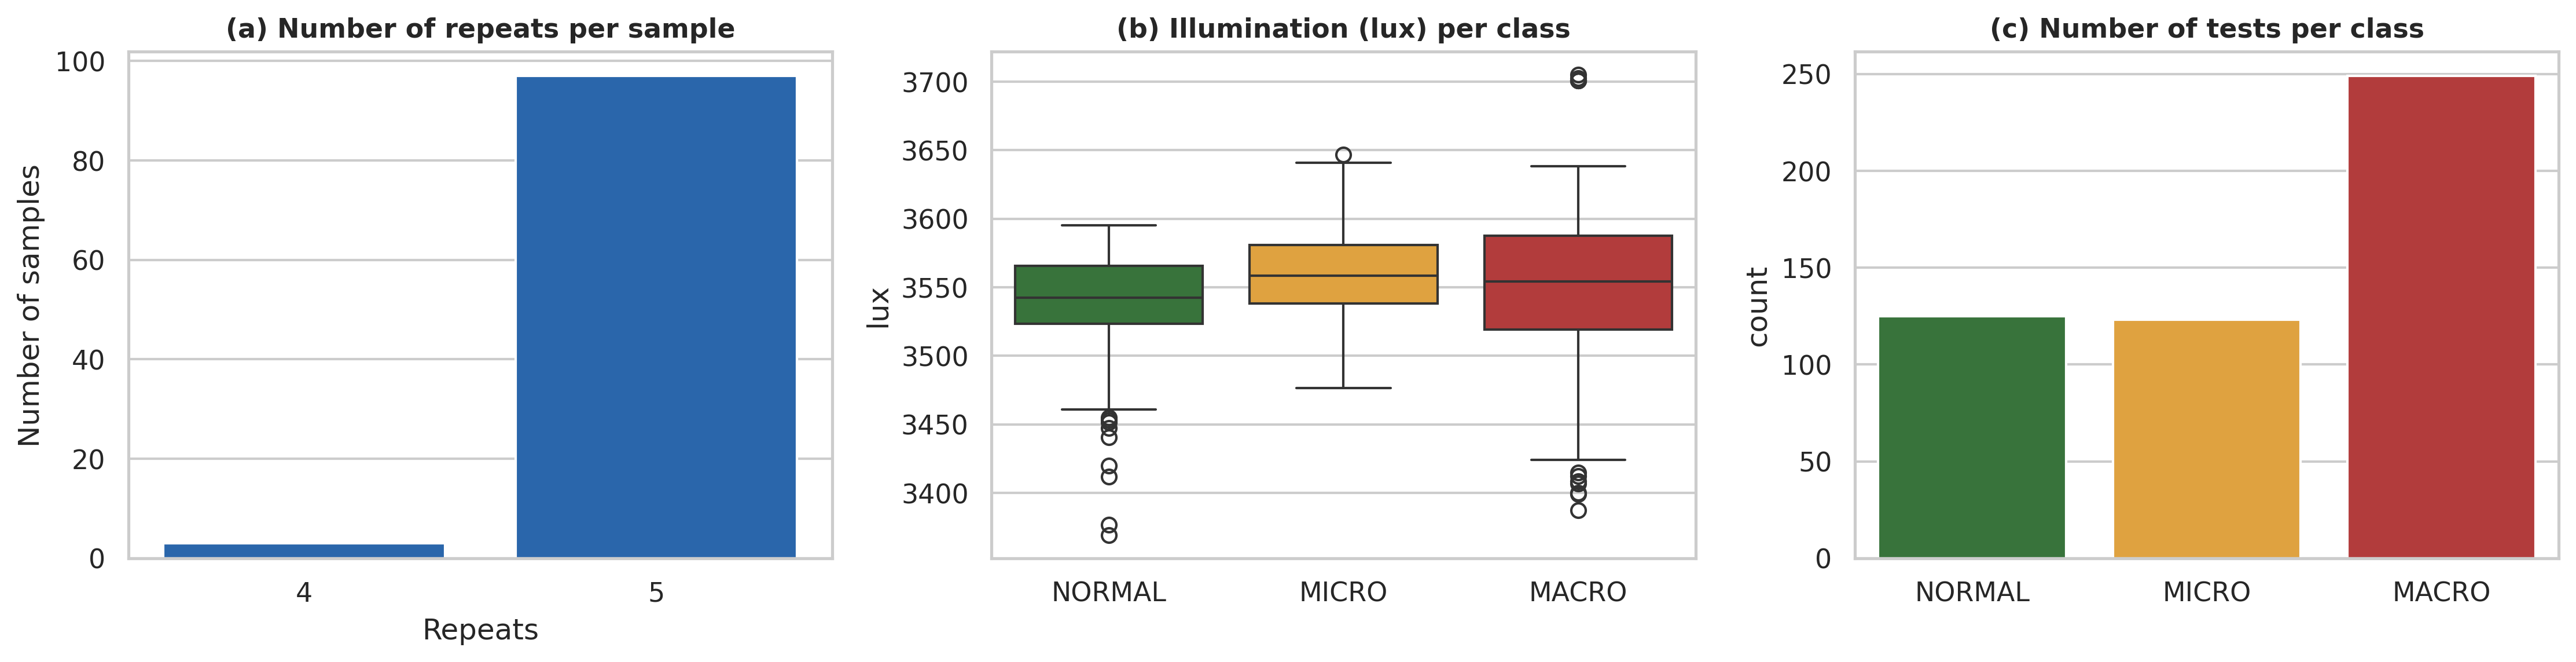 (a) Number of repeats per sample
Number of samples
100
80
60
40
20
0
4
5
Repeats
(b) Illumination (lux) per class
lux
3700
3650
3600
3550
3500
3450
3400
NORMAL
MICRO
MACRO
(c) Number of tests per class
count
250
200
150
100
50
0
NORMAL
MICRO
MACRO